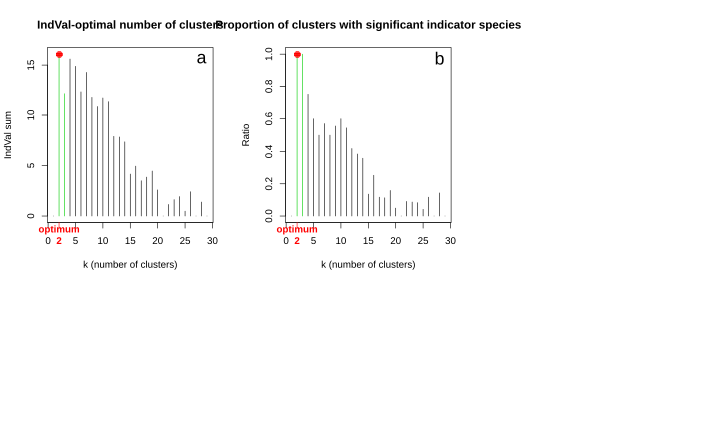 IndVal-optimal number of clusters
Proportion of clusters with significant indicator species
a
IndVal sum
0 5 10 15
optimum
0 2 5 10 15 20 25 30
k (number of clusters)
b
Ratio
0.0 0.2 0.4 0.6 0.8 1.0
optimum
0 2 5 10 15 20 25 30
k (number of clusters)